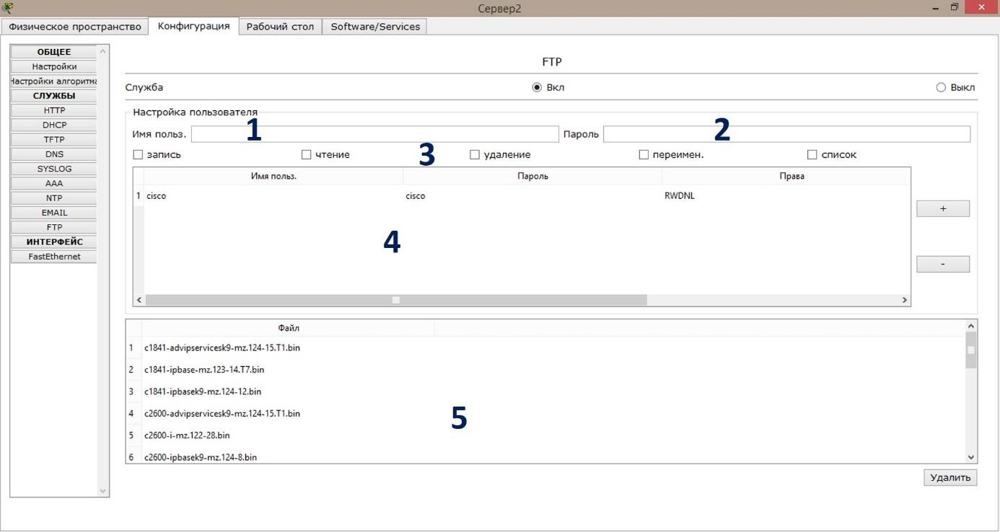 Сервер2
Физическое пространство Конфигурация Рабочий стол Software/Services
ОБЩЕЕ
Настройки
Настройки алгоритма
СЛУЖБЫ
HTTP
DHCP
TFTP
DNS
SYSLOG
AAA
NTP
EMAIL
FTP
ИНТЕРФЕЙС
FastEthernet
FTP
Служба Вкл Выкл
Настройка пользователя
Имя польз. 1 Пароль 2
запись чтение 3 удаление переимен. список
Имя польз. Пароль Права
1 cisco cisco RWDNL
+
4
-
Файл
1 c1841-advipservicesk9-mz.124-15.T1.bin
2 c1841-ipbase-mz.123-14.T7.bin
3 c1841-ipbasek9-mz.124-12.bin
4 c2600-advipservicesk9-mz.124-15.T1.bin
5
5 c2600-i-mz.122-28.bin
6 c2600-ipbasek9-mz.124-8.bin
Удалить